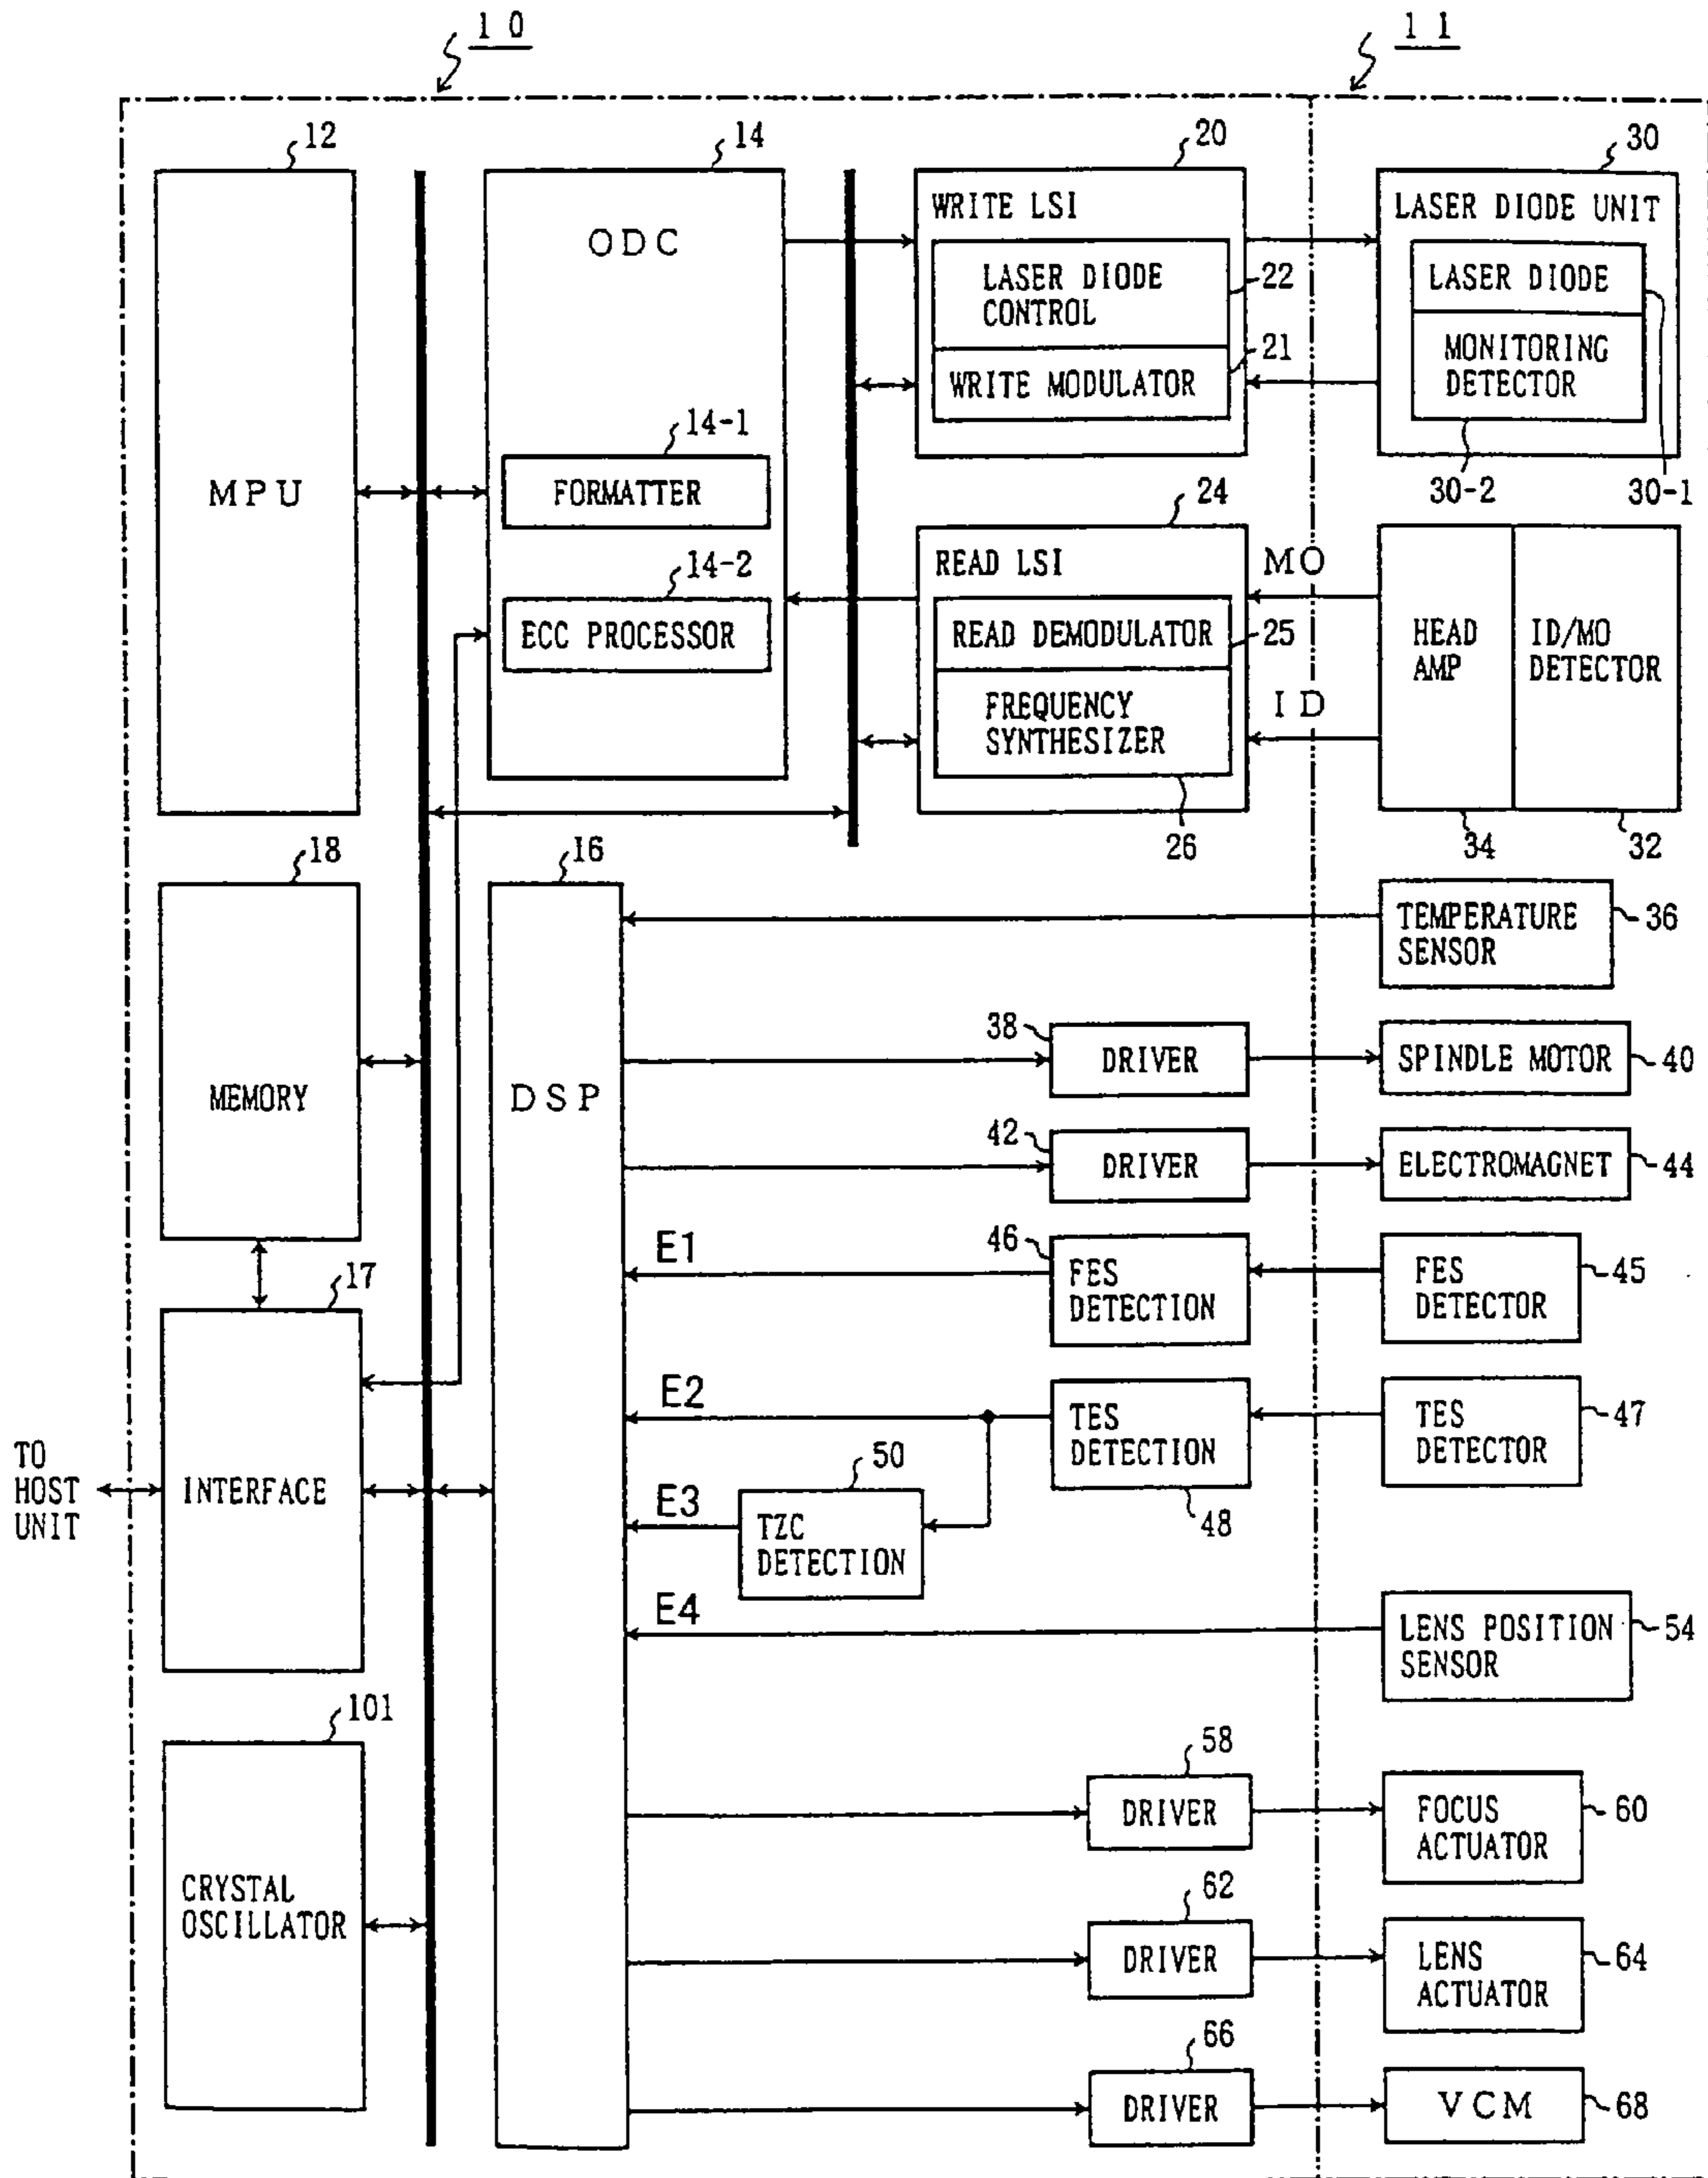 10
11
12
14
20
30
MPU
ODC
14-1
FORMATTER
14-2
ECC PROCESSOR
WRITE LSI
LASER DIODE
CONTROL
22
21
WRITE MODULATOR
LASER DIODE UNIT
LASER DIODE
MONITORING
DETECTOR
30-2
30-1
24
READ LSI
READ DEMODULATOR
25
FREQUENCY
SYNTHESIZER
26
MO
ID
HEAD
AMP
ID/MO
DETECTOR
34
32
18
MEMORY
16
DSP
TEMPERATURE
SENSOR
36
38
DRIVER
SPINDLE MOTOR
40
42
DRIVER
ELECTROMAGNET
44
E1
46
FES
DETECTION
FES
DETECTOR
45
17
INTERFACE
TO
HOST
UNIT
E2
TES
DETECTION
48
TES
DETECTOR
47
50
E3
TZC
DETECTION
E4
LENS POSITION
SENSOR
54
101
CRYSTAL
OSCILLATOR
58
DRIVER
FOCUS
ACTUATOR
60
62
DRIVER
LENS
ACTUATOR
64
66
DRIVER
VCM
68